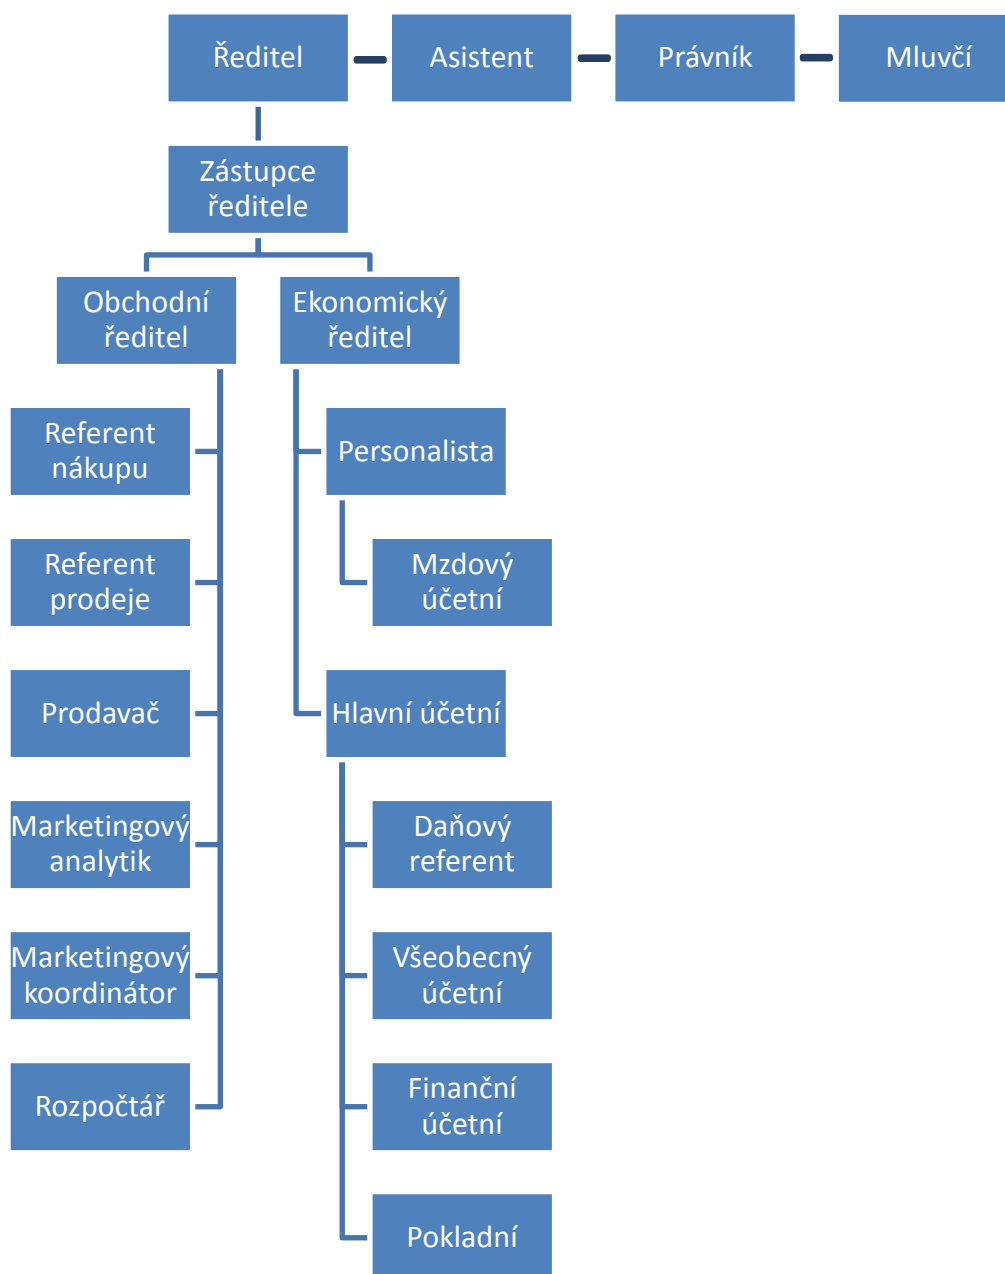 Ředitel
Asistent
Právník
Mluvčí
Zástupce
ředitele
Obchodní
ředitel
Ekonomický
ředitel
Referent
nákupu
Personalista
Referent
prodeje
Mzdový
účetní
Prodavač
Hlavní účetní
Marketingový
analytik
Daňový
referent
Marketingový
koordinátor
Všeobecný
účetní
Rozpočtář
Finanční
účetní
Pokladní